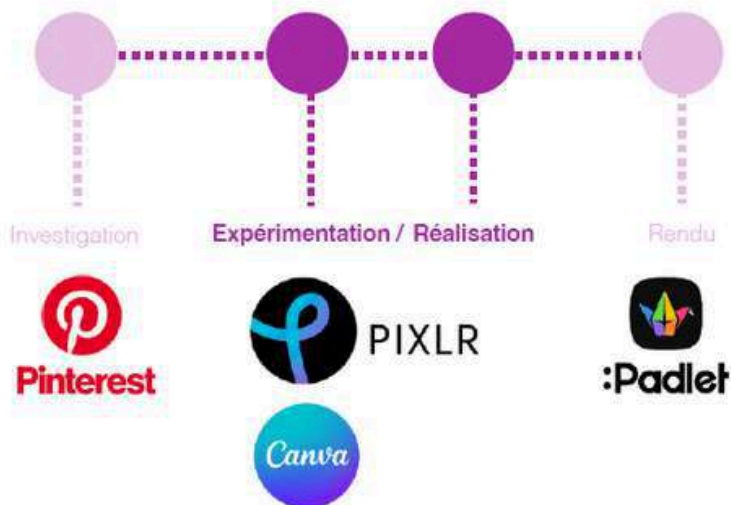 Investigation
Expérimentation / Réalisation
Rendu
Pinterest
PIXLR
:Padlet
Canva